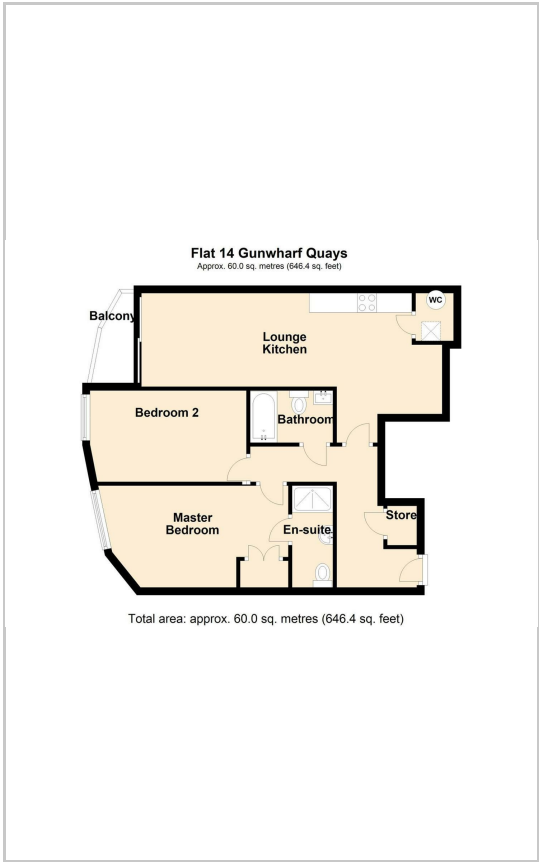 Flat 14 Gunwharf Quays
Approx. 60.0 sq. metres (646.4 sq. feet)
WC
Balcony
Lounge
Kitchen
Bedroom 2
Bathroom
Master
Bedroom
En-suite
Store
Total area: approx. 60.0 sq. metres (646.4 sq. feet)